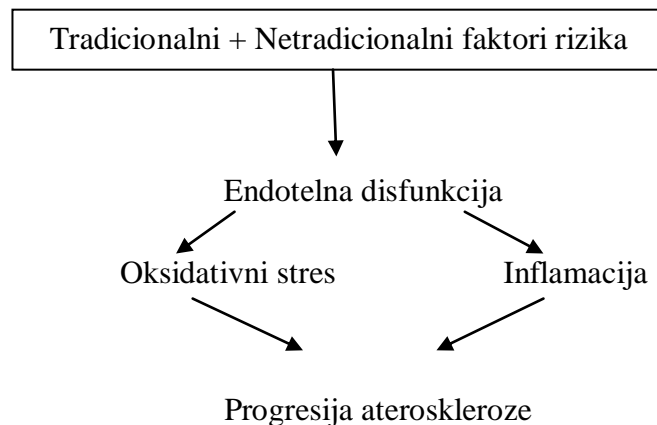 Tradicionalni + Netradicionalni faktori rizika
Endotelna disfunkcija
Oksidativni stres
Inflamacija
Progresija ateroskleroze